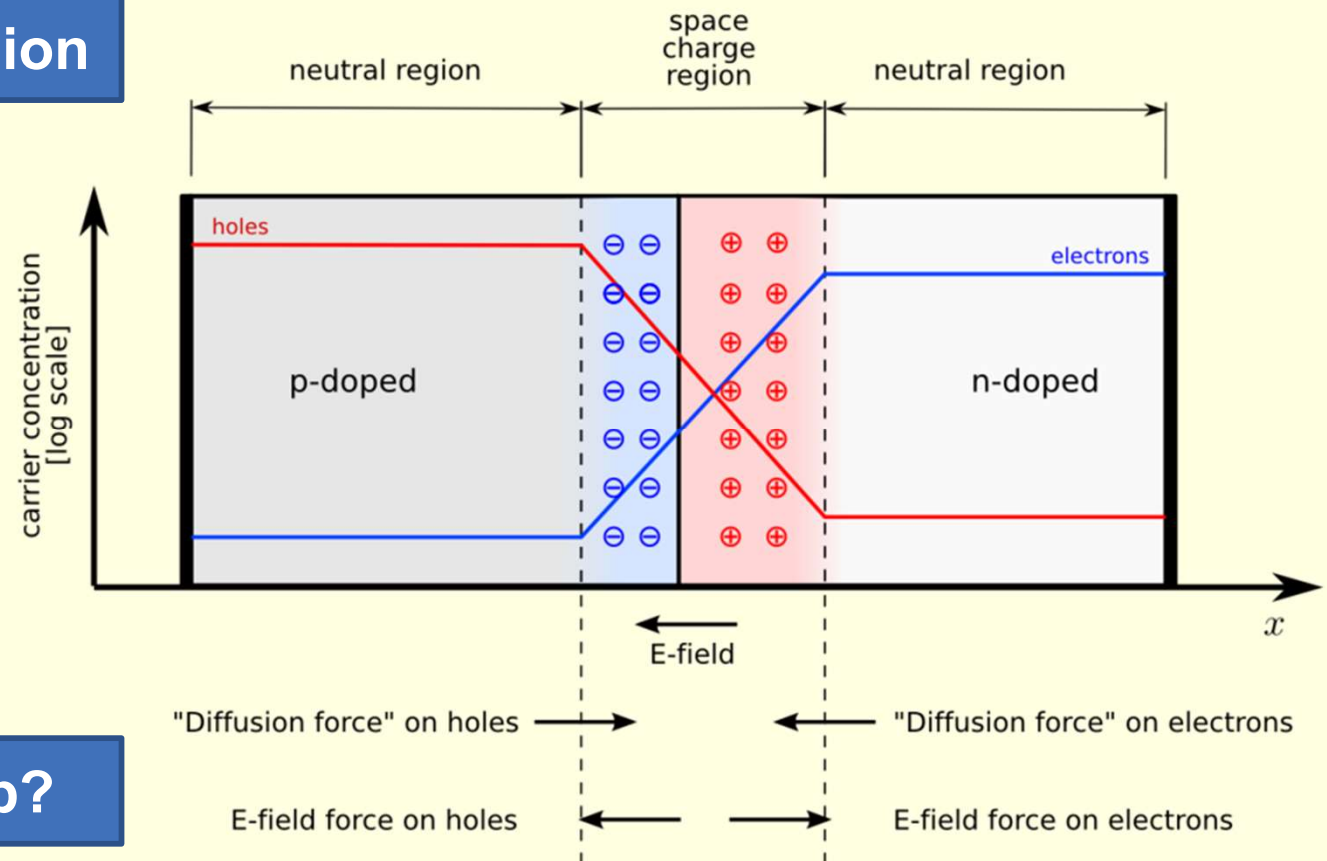 ion
space
charge
region
neutral region
neutral region
holes
electrons
p-doped
n-doped
carrier concentration
[log scale]
x
E-field
"Diffusion force" on holes
"Diffusion force" on electrons
p?
E-field force on holes
E-field force on electrons